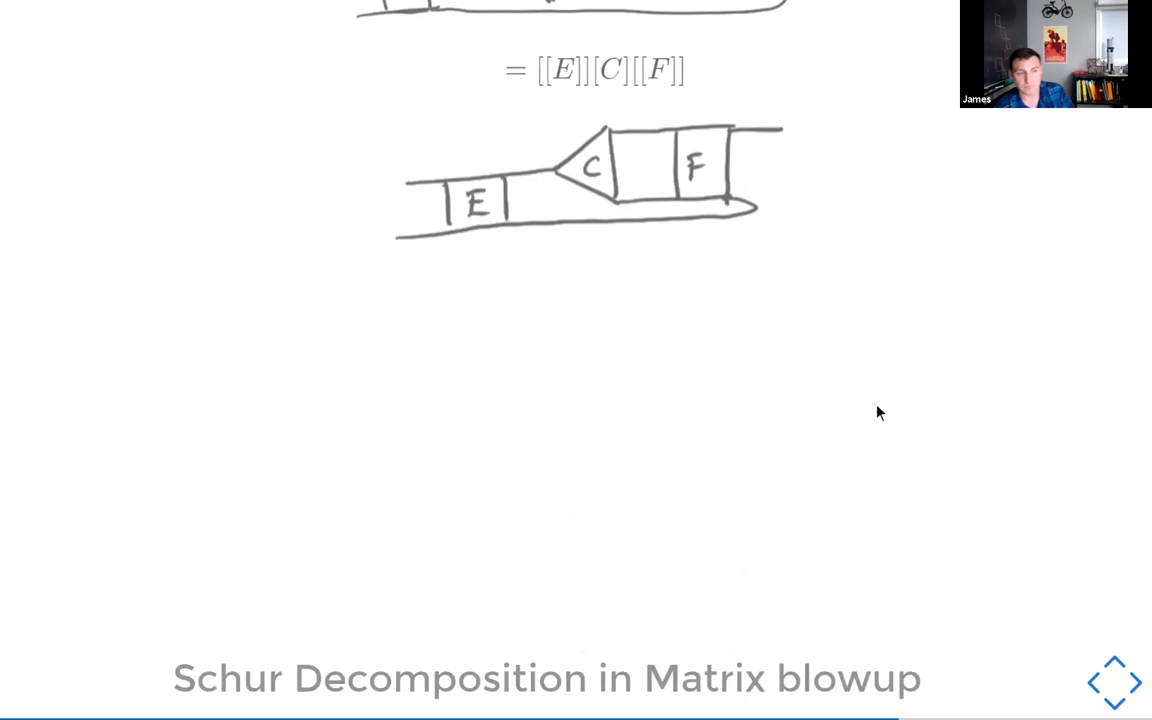 = [[E]][C][[F]]
C
F
E
James
Schur Decomposition in Matrix blowup